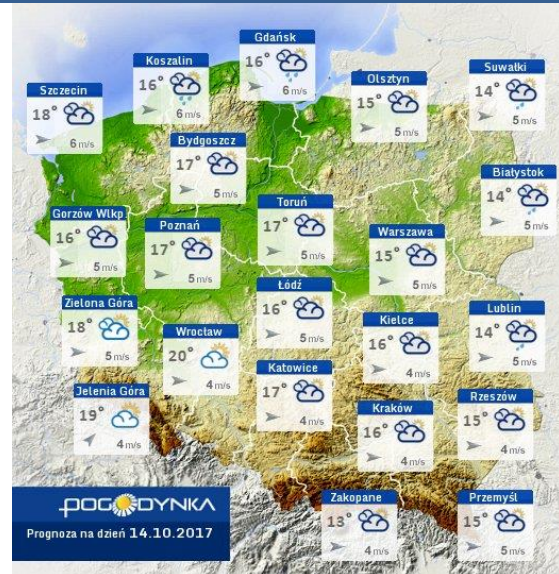 Gdańsk
16°
6 m/s
Koszalin
16°
6 m/s
Suwałki
14°
5 m/s
Olsztyn
15°
5 m/s
Szczecin
18°
6 m/s
Bydgoszcz
17°
5 m/s
Białystok
14°
5 m/s
Toruń
17°
5 m/s
Gorzów Wlkp
16°
5 m/s
Poznań
17°
5 m/s
Warszawa
15°
5 m/s
Łódź
16°
5 m/s
Zielona Góra
18°
5 m/s
Lublin
14°
5 m/s
Kielce
16°
4 m/s
Wrocław
20°
4 m/s
Katowice
17°
4 m/s
Jelenia Góra
19°
4 m/s
Rzeszów
15°
4 m/s
Kraków
16°
4 m/s
Zakopane
13°
4 m/s
Przemyśl
15°
5 m/s
POGODYNKA
Prognoza na dzień 14.10.2017